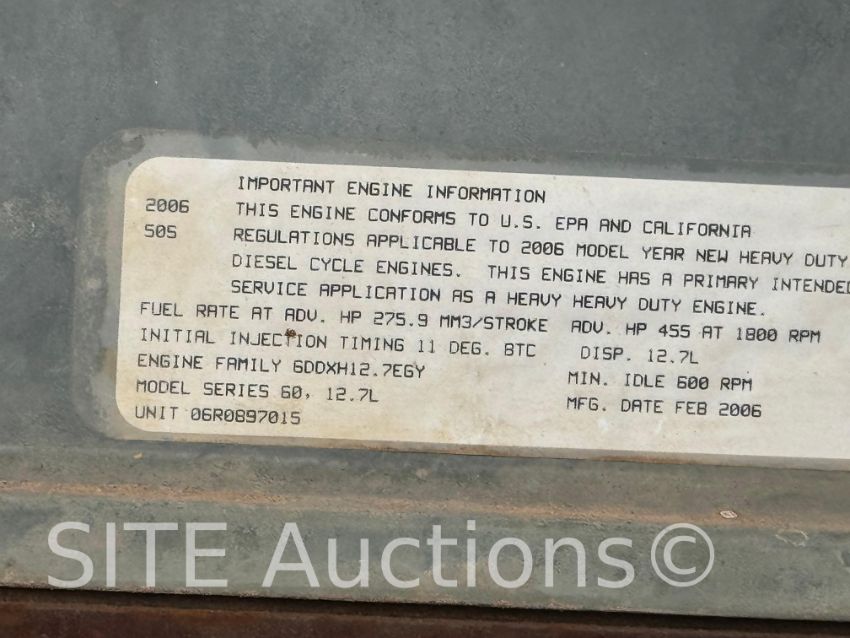 IMPORTANT ENGINE INFORMATION
2006 THIS ENGINE CONFORMS TO U.S. EPA AND CALIFORNIA
505 REGULATIONS APPLICABLE TO 2006 MODEL YEAR NEW HEAVY DUTY
DIESEL CYCLE ENGINES. THIS ENGINE HAS A PRIMARY INTENDED
SERVICE APPLICATION AS A HEAVY HEAVY DUTY ENGINE.
FUEL RATE AT ADV. HP 275.9 MM3/STROKE ADV. HP 455 AT 1800 RPM
INITIAL INJECTION TIMING 11 DEG. BTC DISP. 12.7L
ENGINE FAMILY 6DDXH12.7EGY MIN. IDLE 600 RPM
MODEL SERIES 60, 12.7L MFG. DATE FEB 2006
UNIT 06R0897015
SITE Auctions©